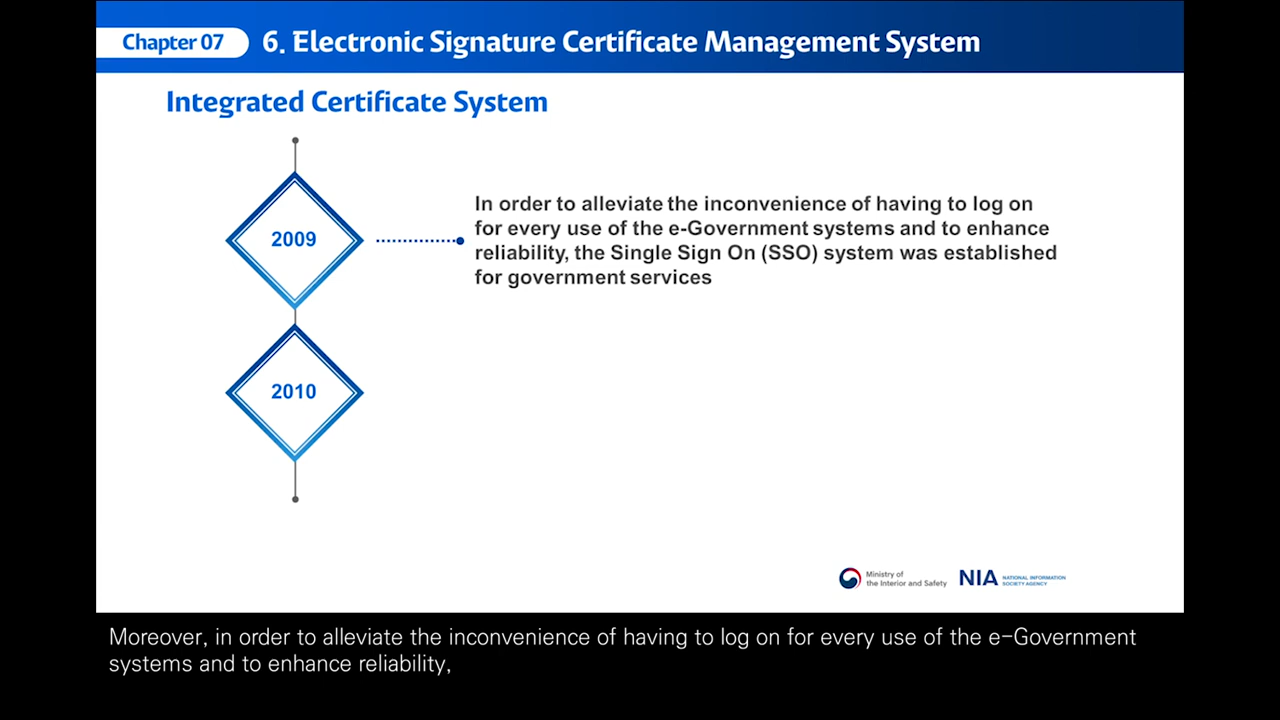 Chapter 07
6. Electronic Signature Certificate Management System
Integrated Certificate System
2009
In order to alleviate the inconvenience of having to log on
for every use of the e-Government systems and to enhance
reliability, the Single Sign On (SSO) system was established
for government services
2010
Ministry of
the Interior and Safety
NIA
NATIONAL INFORMATION
SOCIETY AGENCY
Moreover, in order to alleviate the inconvenience of having to log on for every use of the e-Government
systems and to enhance reliability,